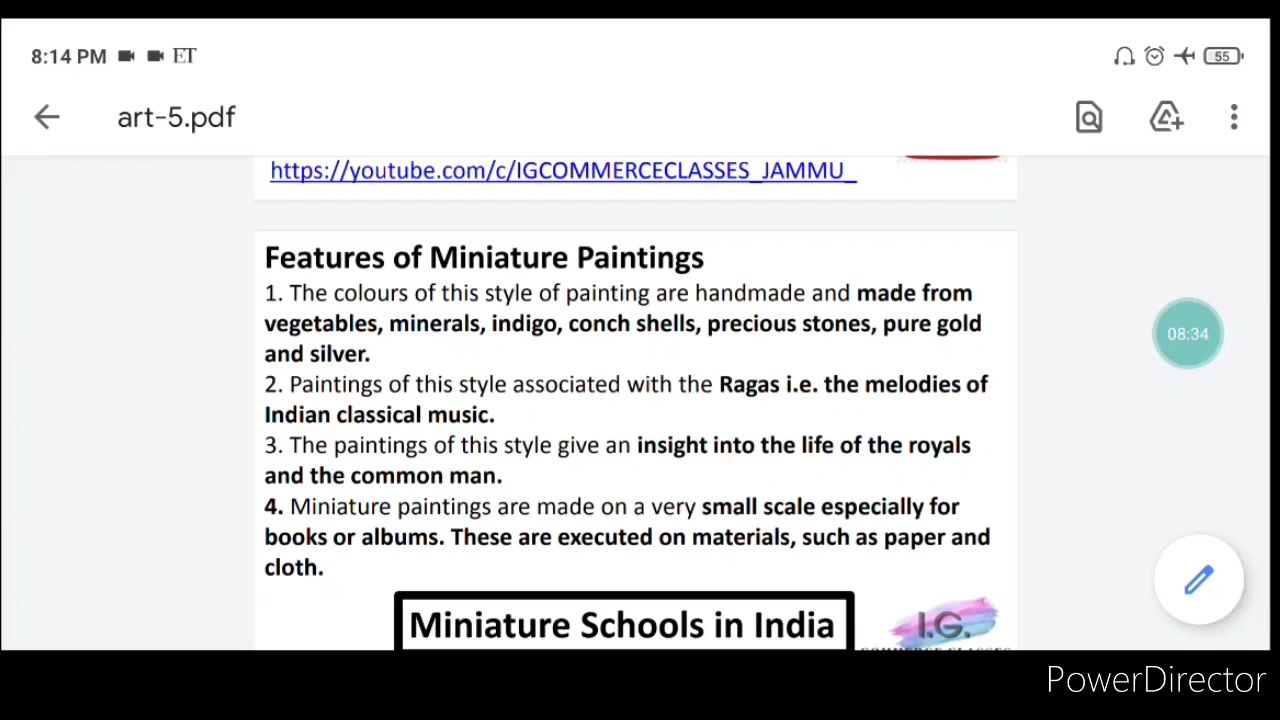 8:14 PM ET 55
art-5.pdf
https://youtube.com/c/IGCOMMERCECLASSES_JAMMU_
Features of Miniature Paintings
1. The colours of this style of painting are handmade and made from
vegetables, minerals, indigo, conch shells, precious stones, pure gold
and silver.
08:34
2. Paintings of this style associated with the Ragas i.e. the melodies of
Indian classical music.
3. The paintings of this style give an insight into the life of the royals
and the common man.
4. Miniature paintings are made on a very small scale especially for
books or albums. These are executed on materials, such as paper and
cloth.
Miniature Schools in India
I.G.
COMMERCE CLASSES
PowerDirector